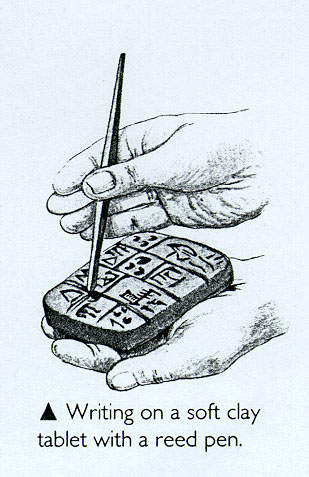 ▲ Writing on a soft clay
tablet with a reed pen.